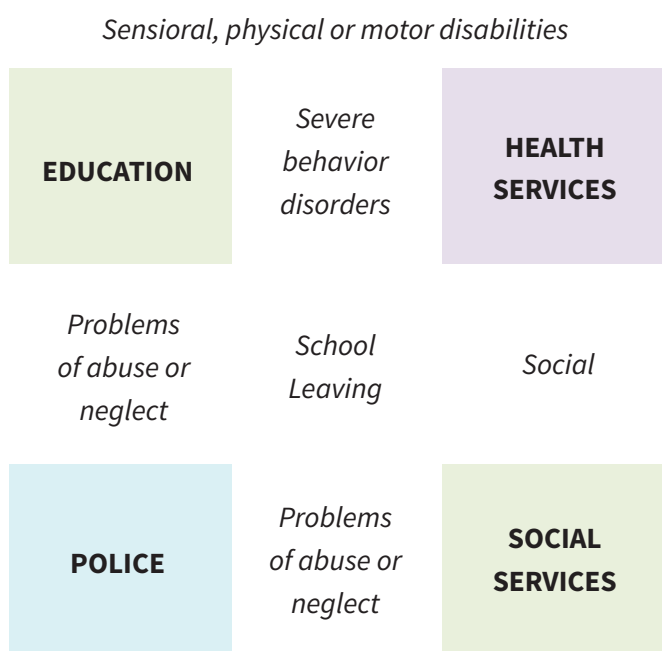 Sensioral, physical or motor disabilities
EDUCATION
Severe
behavior
disorders
HEALTH
SERVICES
Problems
of abuse or
neglect
School
Leaving
Social
POLICE
Problems
of abuse or
neglect
SOCIAL
SERVICES